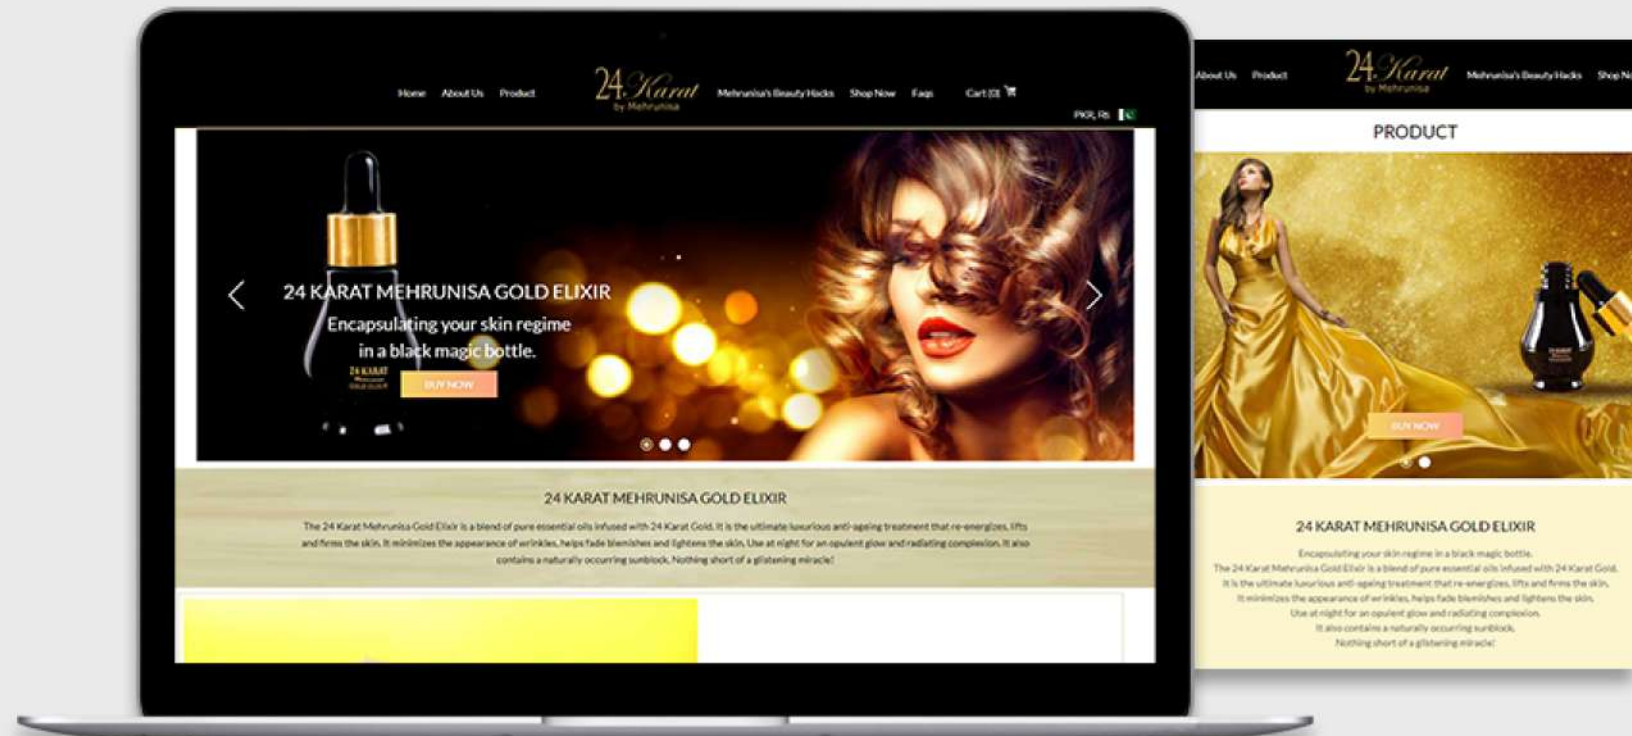 Home About Us Product 24 Karat by Mehrunisa Mehrunisa's Beauty Hacks Shop Now Faqs Cart (0)
PKR, Rs
24 KARAT MEHRUNISA GOLD ELIXIR
Encapsulating your skin regime
in a black magic bottle.
24 KARAT
GOLD ELIXIR
BUY NOW
24 KARAT MEHRUNISA GOLD ELIXIR
The 24 Karat Mehrunisa Gold Elixir is a blend of pure essential oils infused with 24 Karat Gold. It is the ultimate luxurious anti-ageing treatment that re-energizes, lifts
and firms the skin. It minimizes the appearance of wrinkles, helps fade blemishes and lightens the skin. Use at night for an opulent glow and radiating complexion. It also
contains a naturally occurring sunblock. Nothing short of a glistening miracle!
About Us Product 24 Karat by Mehrunisa Mehrunisa's Beauty Hacks Shop No
PRODUCT
BUY NOW
24 KARAT MEHRUNISA GOLD ELIXIR
Encapsulating your skin regime in a black magic bottle.
The 24 Karat Mehrunisa Gold Elixir is a blend of pure essential oils infused with 24 Karat Gold.
It is the ultimate luxurious anti-ageing treatment that re-energizes, lifts and firms the skin.
It minimizes the appearance of wrinkles, helps fade blemishes and lightens the skin.
Use at night for an opulent glow and radiating complexion.
It also contains a naturally occurring sunblock.
Nothing short of a glistening miracle!